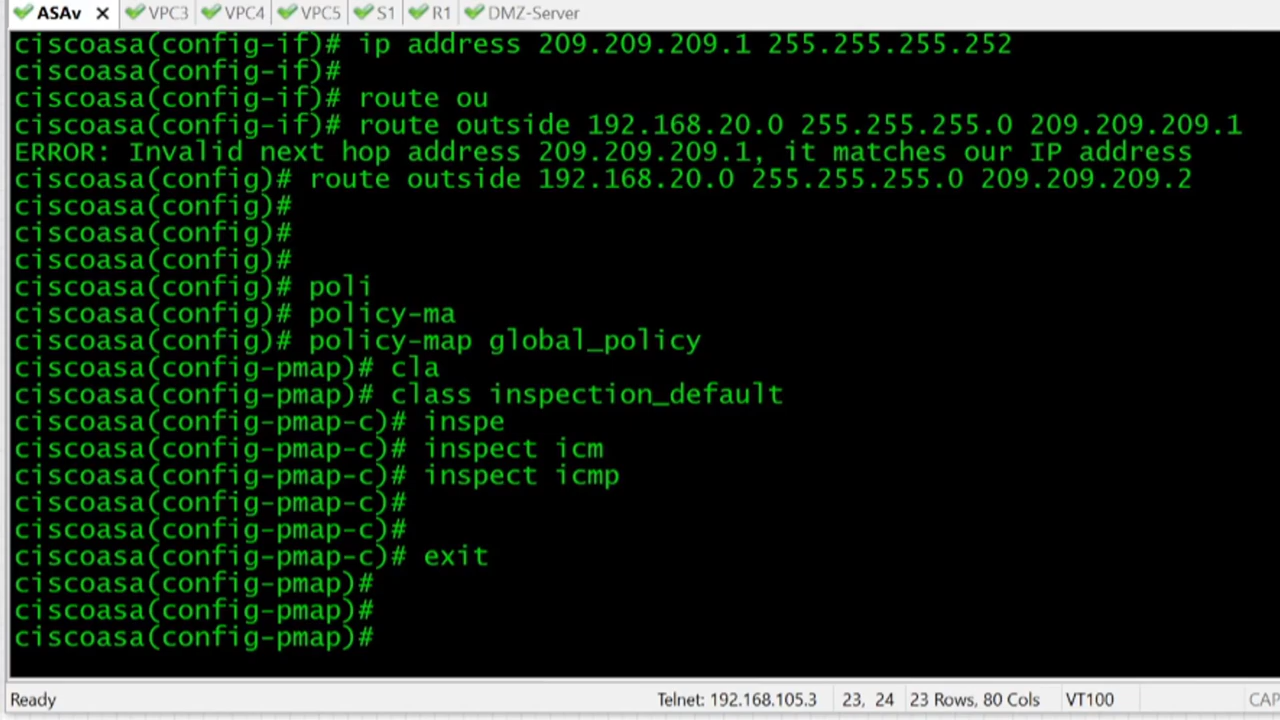 ASAv VPC3 VPC4 VPC5 S1 R1 DMZ-Server
ciscoasa(config-if)# ip address 209.209.209.1 255.255.255.252
ciscoasa(config-if)#
ciscoasa(config-if)# route ou
ciscoasa(config-if)# route outside 192.168.20.0 255.255.255.0 209.209.209.1
ERROR: Invalid next hop address 209.209.209.1, it matches our IP address
ciscoasa(config)# route outside 192.168.20.0 255.255.255.0 209.209.209.2
ciscoasa(config)#
ciscoasa(config)#
ciscoasa(config)#
ciscoasa(config)# poli
ciscoasa(config)# policy-ma
ciscoasa(config)# policy-map global_policy
ciscoasa(config-pmap)# cla
ciscoasa(config-pmap)# class inspection_default
ciscoasa(config-pmap-c)# inspe
ciscoasa(config-pmap-c)# inspect icm
ciscoasa(config-pmap-c)# inspect icmp
ciscoasa(config-pmap-c)#
ciscoasa(config-pmap-c)#
ciscoasa(config-pmap-c)# exit
ciscoasa(config-pmap)#
ciscoasa(config-pmap)#
ciscoasa(config-pmap)#
Ready Telnet: 192.168.105.3 23, 24 23 Rows, 80 Cols VT100 CAP